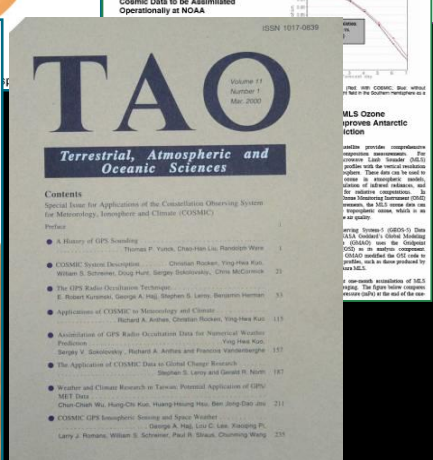 Cosmic Data to be Assimilated
Operationally at NOAA
ISSN 1017-0839
TAO
Volume 11
Number 1
Mar. 2000
Terrestrial, Atmospheric and
Oceanic Sciences
Contents
Special Issue for Applications of the Constellation Observing System
for Meteorology, Ionosphere and Climate (COSMIC)
Preface
A History of GPS Sounding
Thomas P. Yunck, Chao-Han Liu, Randolph Ware 1
COSMIC System Description Christian Rocken, Ying-Hwa Kuo,
William S. Schreiner, Doug Hunt, Sergey Sokolovskiy, Chris McCormick 21
The GPS Radio Occultation Technique
E. Robert Kursinski, George A. Hajj, Stephen S. Leroy, Benjamin Herman 53
Applications of COSMIC to Meteorology and Climate
Richard A. Anthes, Christian Rocken, Ying-Hwa Kuo 115
Assimilation of GPS Radio Occultation Data for Numerical Weather
Prediction Ying-Hwa Kuo,
Sergey V. Sokolovskiy, Richard A. Anthes and Francois Vandenberghe 157
The Application of COSMIC Data to Global Change Research
Stephen S. Leroy and Gerald R. North 187
Weather and Climate Research in Taiwan: Potential Application of GPS/
MET Data
Chun-Chieh Wu, Hung-Chi Kuo, Huang-Hsiung Hsu, Ben Jong-Dao Jou 211
COSMIC GPS Ionospheric Sensing and Space Weather
George A. Hajj, Lou C. Lee, Xiaoqing Pi,
Larry J. Romans, William S. Schreiner, Paul R. Straus, Chunming Wang 235
MLS Ozone
proves Antarctic
iction